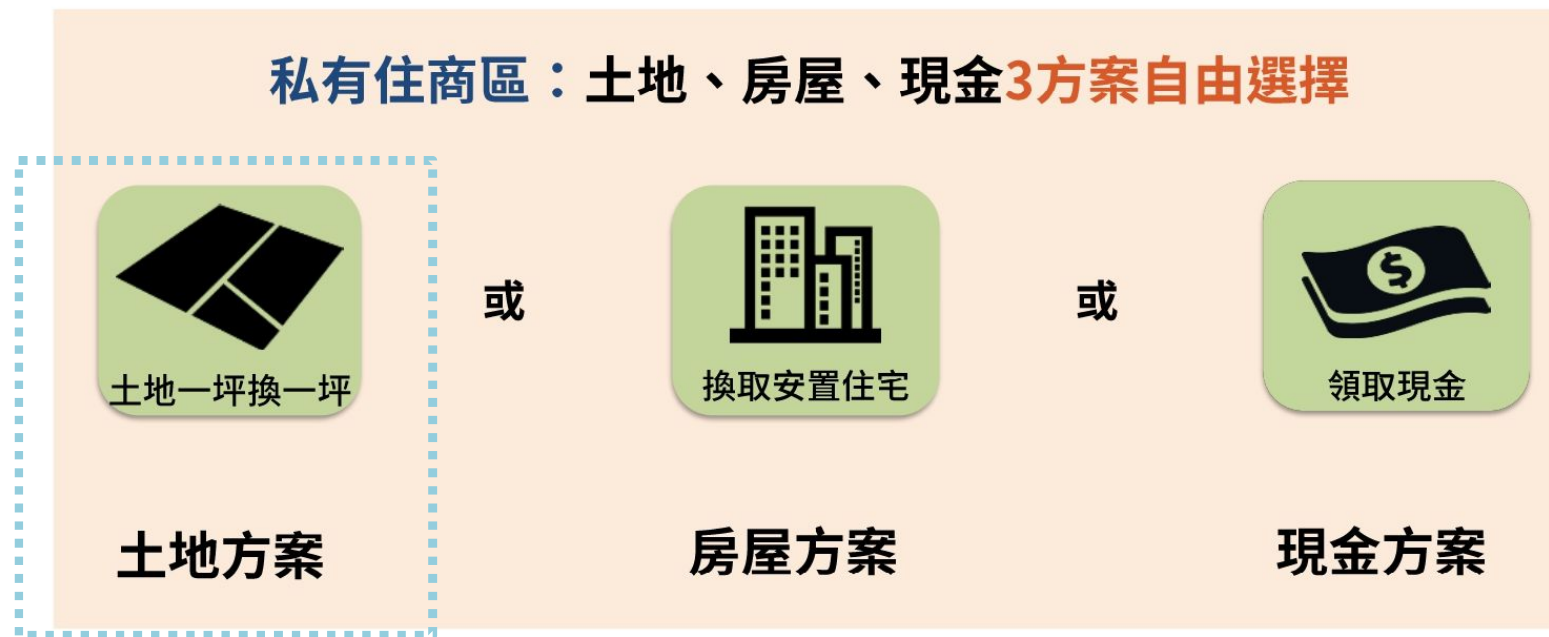 私有住商區：土地、房屋、現金3方案自由選擇
土地一坪換一坪
或
換取安置住宅
或
領取現金
土地方案
房屋方案
現金方案